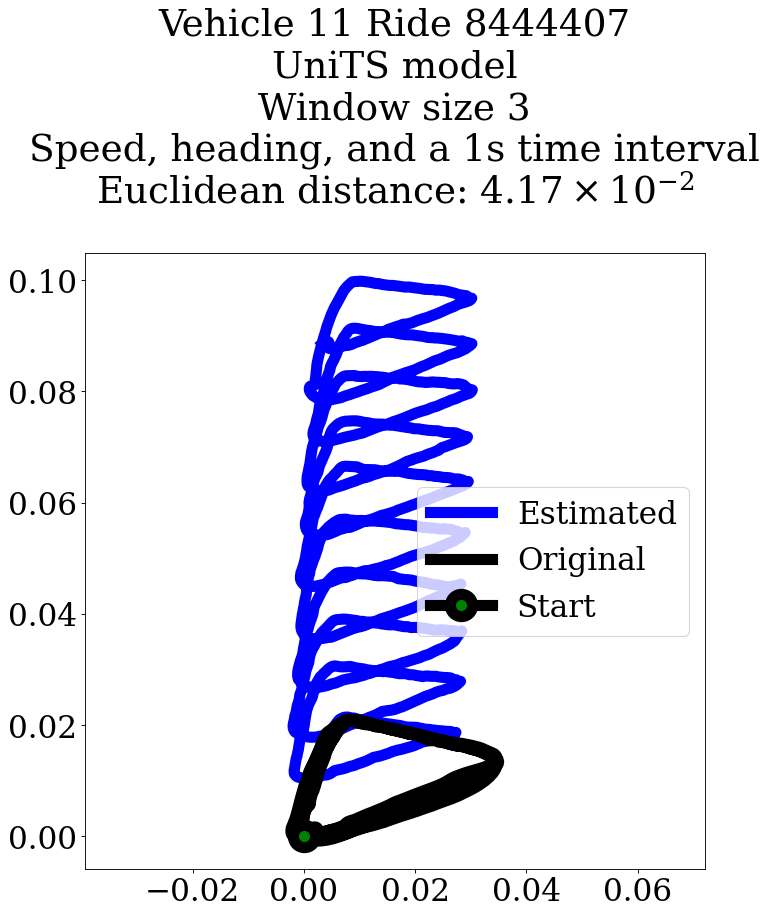 Vehicle 11 Ride 8444407
UniTS model
Window size 3
Speed, heading, and a 1s time interval
Euclidean distance: 4.17 × 10⁻²
0.10
0.08
0.06
0.04
0.02
0.00
Estimated
Original
Start
−0.02 0.00 0.02 0.04 0.06